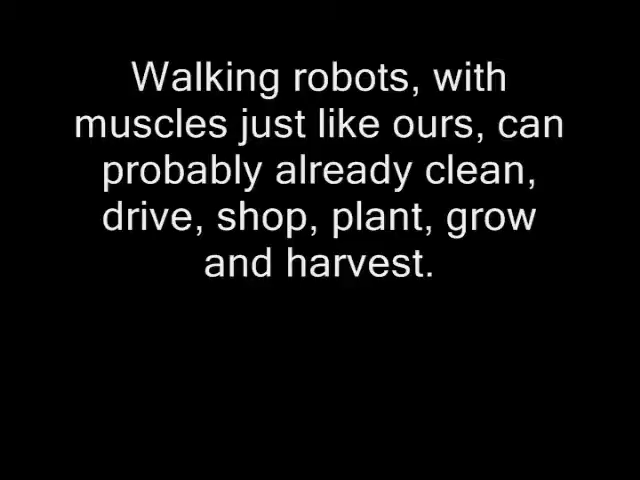 Walking robots, with
muscles just like ours, can
probably already clean,
drive, shop, plant, grow
and harvest.